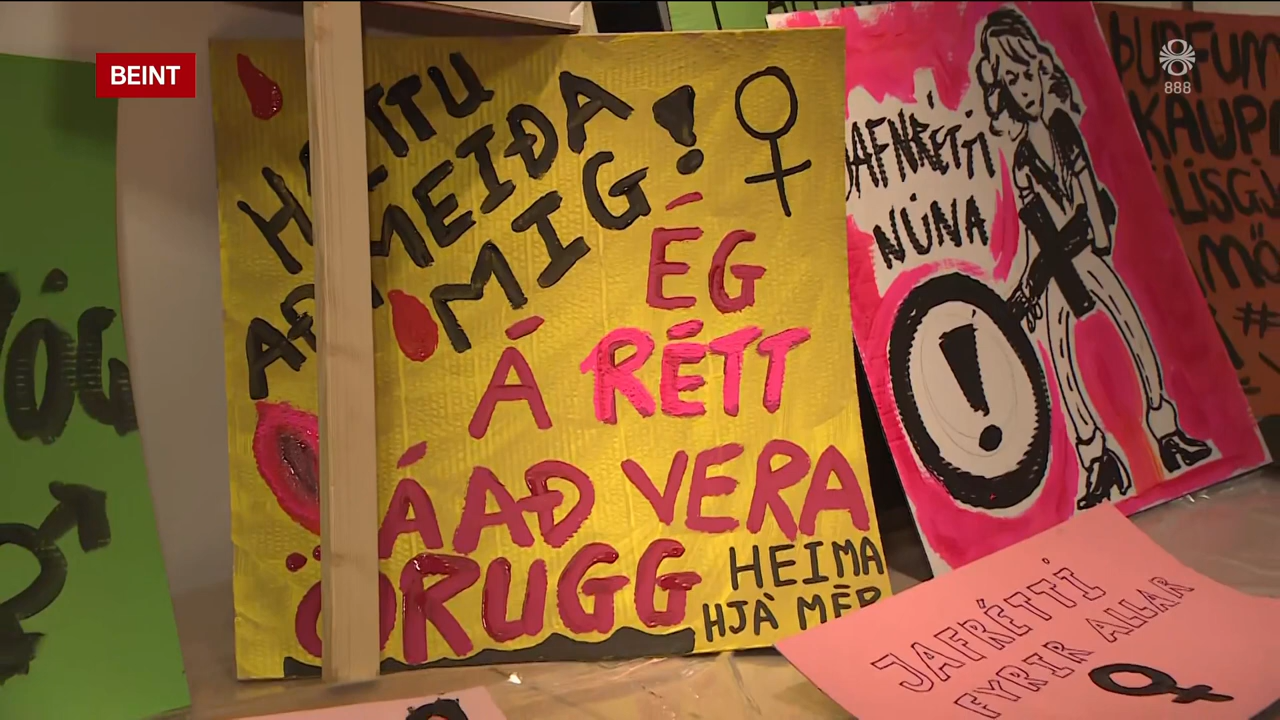 BEINT
888
HÆTTU
AÐ MEIÐA
MIG!
ÉG
Á RÉTT
Á AÐ VERA
ÖRUGG
HEIMA
HJÁ MÉR
JAFNRÉTTI
NÚNA
JAFRÉTTI
FYRIR ALLAR
ÞURFUM
KAUPA
#